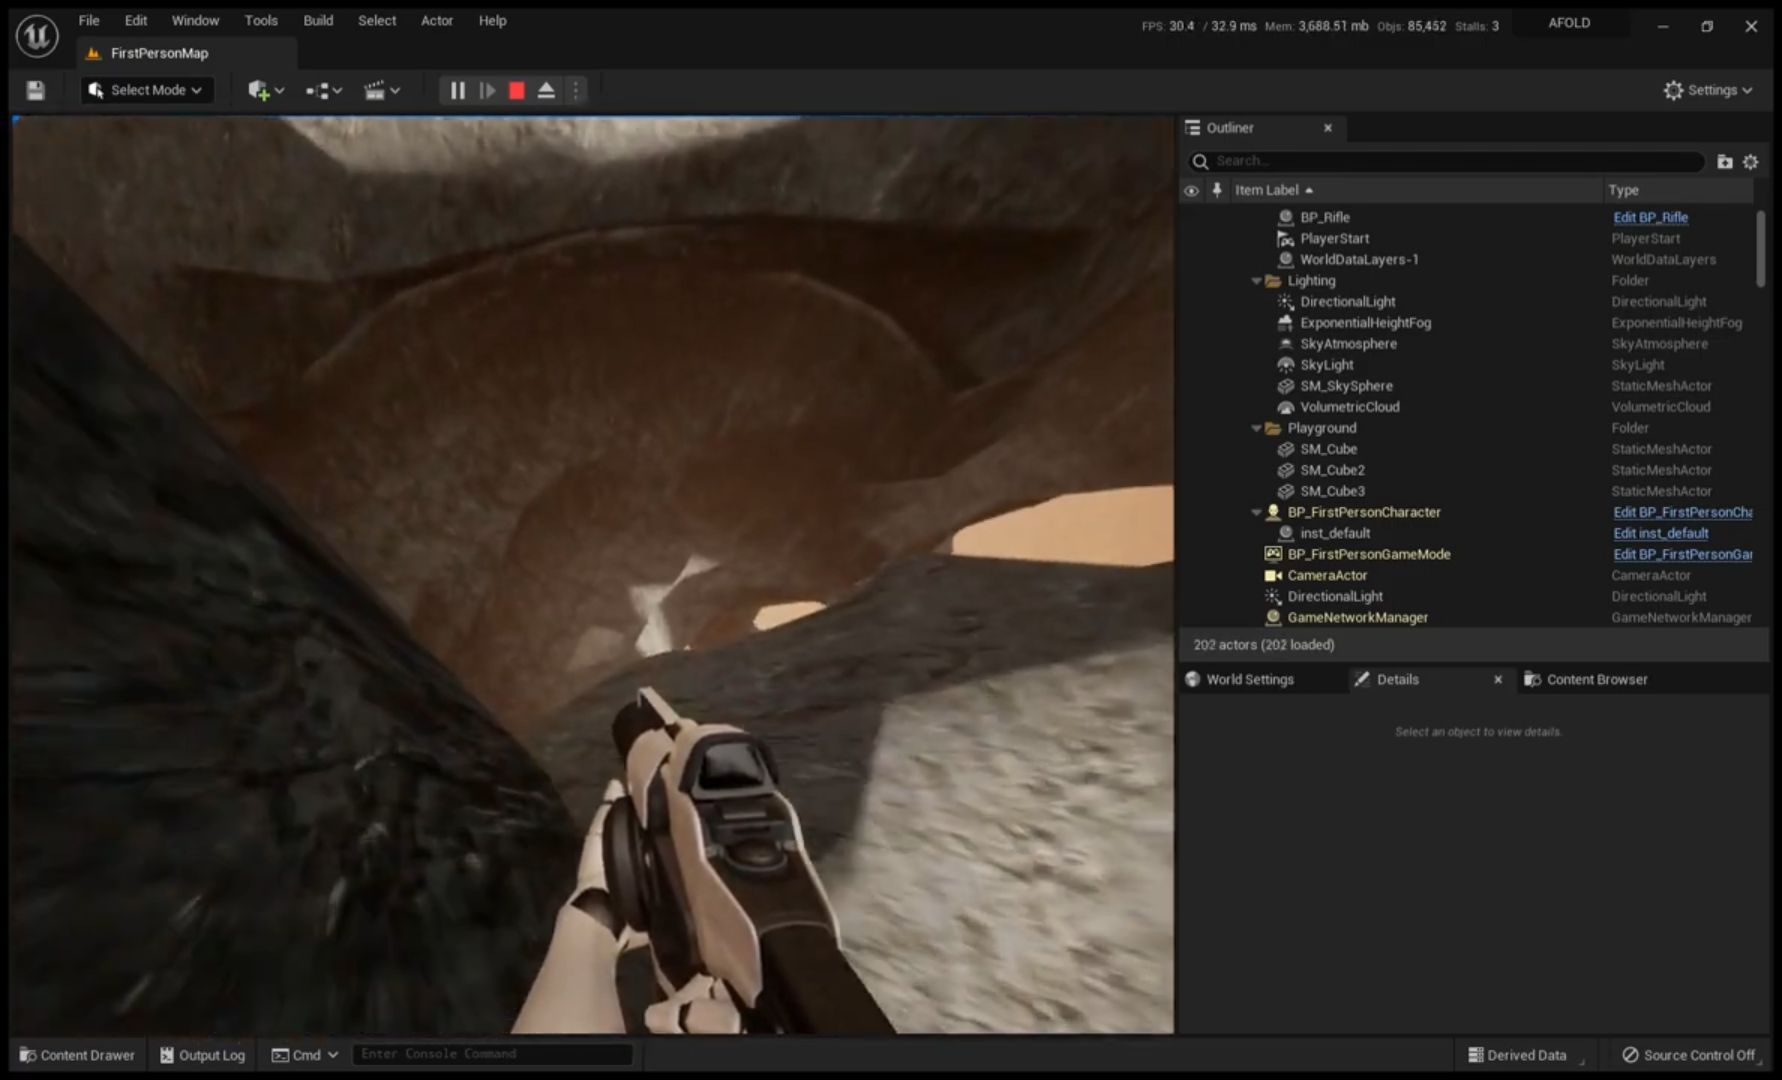 File Edit Window Tools Build Select Actor Help
FPS: 30.4 / 32.9 ms Mem: 3,688.51 mb Objs: 85,452 Stalls: 3 AFOLD
FirstPersonMap
Select Mode Settings
Outliner
Search...
Item Label Type
BP_Rifle Edit BP_Rifle
PlayerStart PlayerStart
WorldDataLayers-1 WorldDataLayers
Lighting Folder
DirectionalLight DirectionalLight
ExponentialHeightFog ExponentialHeightFog
SkyAtmosphere SkyAtmosphere
SkyLight SkyLight
SM_SkySphere StaticMeshActor
VolumetricCloud VolumetricCloud
Playground Folder
SM_Cube StaticMeshActor
SM_Cube2 StaticMeshActor
SM_Cube3 StaticMeshActor
BP_FirstPersonCharacter Edit BP_FirstPersonCha
inst_default Edit inst_default
BP_FirstPersonGameMode Edit BP_FirstPersonGar
CameraActor CameraActor
DirectionalLight DirectionalLight
GameNetworkManager GameNetworkManager
202 actors (202 loaded)
World Settings Details Content Browser
Select an object to view details.
Content Drawer Output Log Cmd Enter Console Command Derived Data Source Control Off